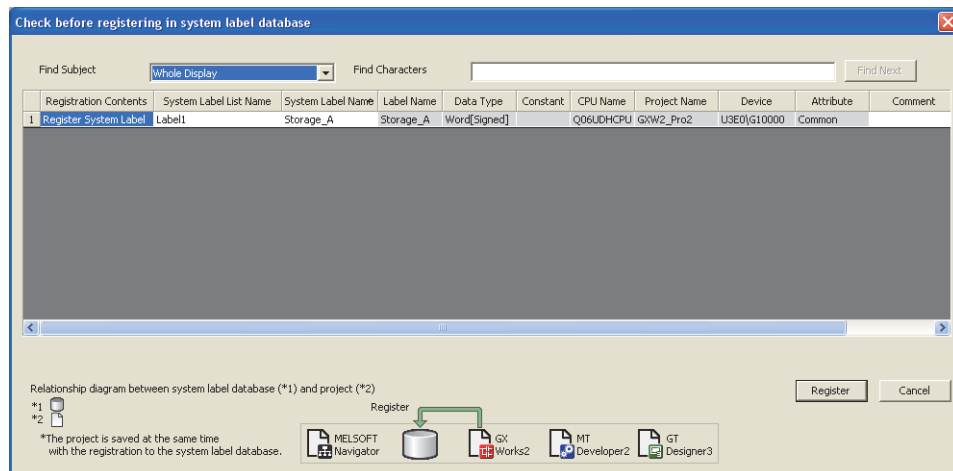 Check before registering in system label database
Find Subject Whole Display Find Characters Find Next
Registration Contents System Label List Name System Label Name Label Name Data Type Constant CPU Name Project Name Device Attribute Comment
1 Register System Label Label1 Storage_A Storage_A Word[Signed] Q06UDHCPU GXW2_Pro2 U3E0\G10000 Common
Relationship diagram between system label database (*1) and project (*2)
Register Cancel
*1
*2
Register
*The project is saved at the same time
with the registration to the system label database.
MELSOFT
Navigator
GX
Works2
MT
Developer2
GT
Designer3